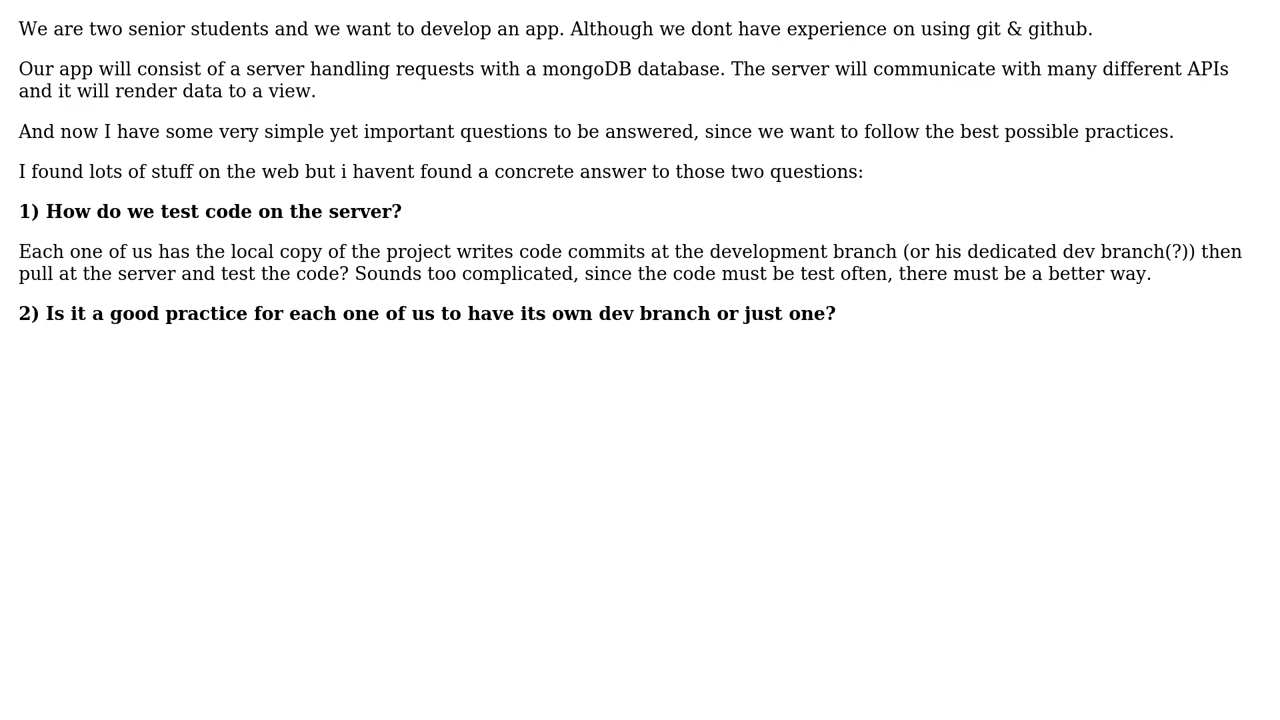 We are two senior students and we want to develop an app. Although we dont have experience on using git & github.
Our app will consist of a server handling requests with a mongoDB database. The server will communicate with many different APIs
and it will render data to a view.
And now I have some very simple yet important questions to be answered, since we want to follow the best possible practices.
I found lots of stuff on the web but i havent found a concrete answer to those two questions:
1) How do we test code on the server?
Each one of us has the local copy of the project writes code commits at the development branch (or his dedicated dev branch(?)) then
pull at the server and test the code? Sounds too complicated, since the code must be test often, there must be a better way.
2) Is it a good practice for each one of us to have its own dev branch or just one?